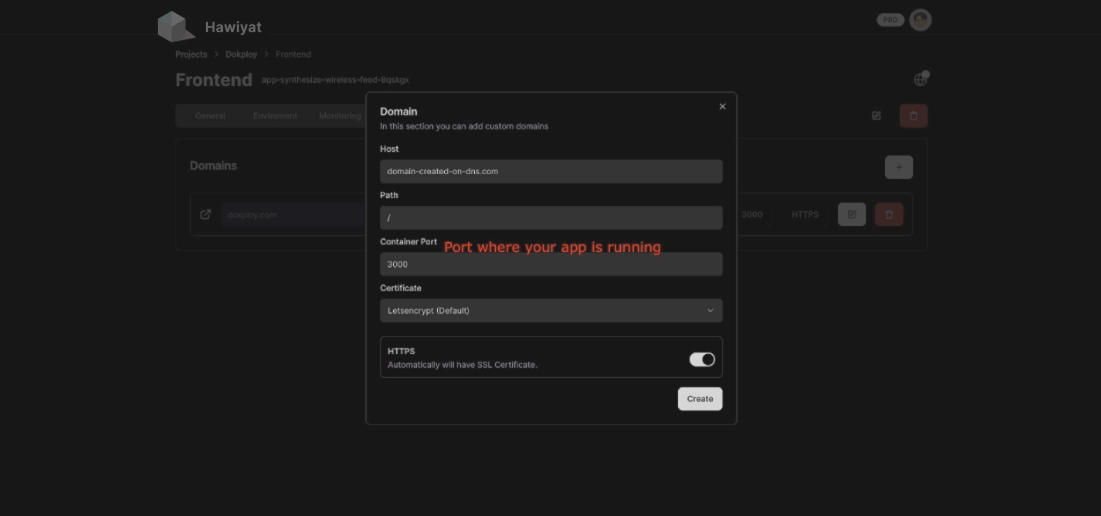 Hawiyat
PRO
Projects > Dokploy > Frontend
Frontend app-synthesize-wireless-feed-8qskgx
General Enviroment Monitoring
Domain
In this section you can add custom domains
Host
domain-created-on-dns.com
Path
/
Container Port
Port where your app is running
3000
Certificate
Letsencrypt (Default)
HTTPS
Automatically will have SSL Certificate.
Create
Domains
dokploy.com 3000 HTTPS